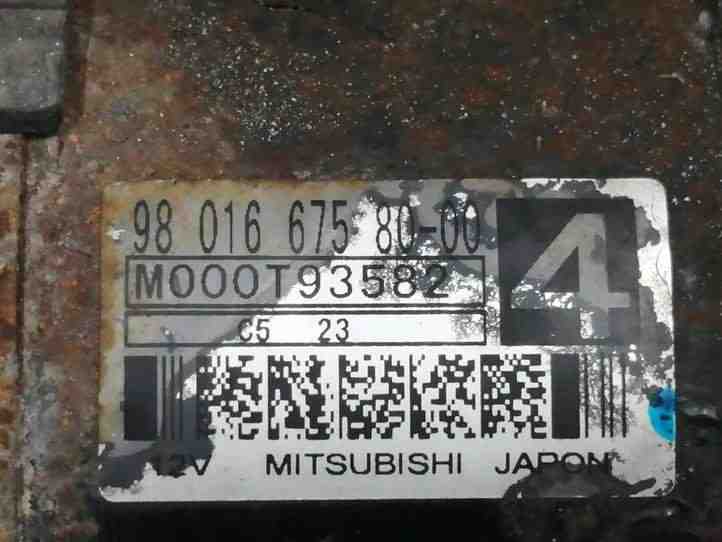 98 016 675 80-00
4
M000T93582
C5 23
12V MITSUBISHI JAPON